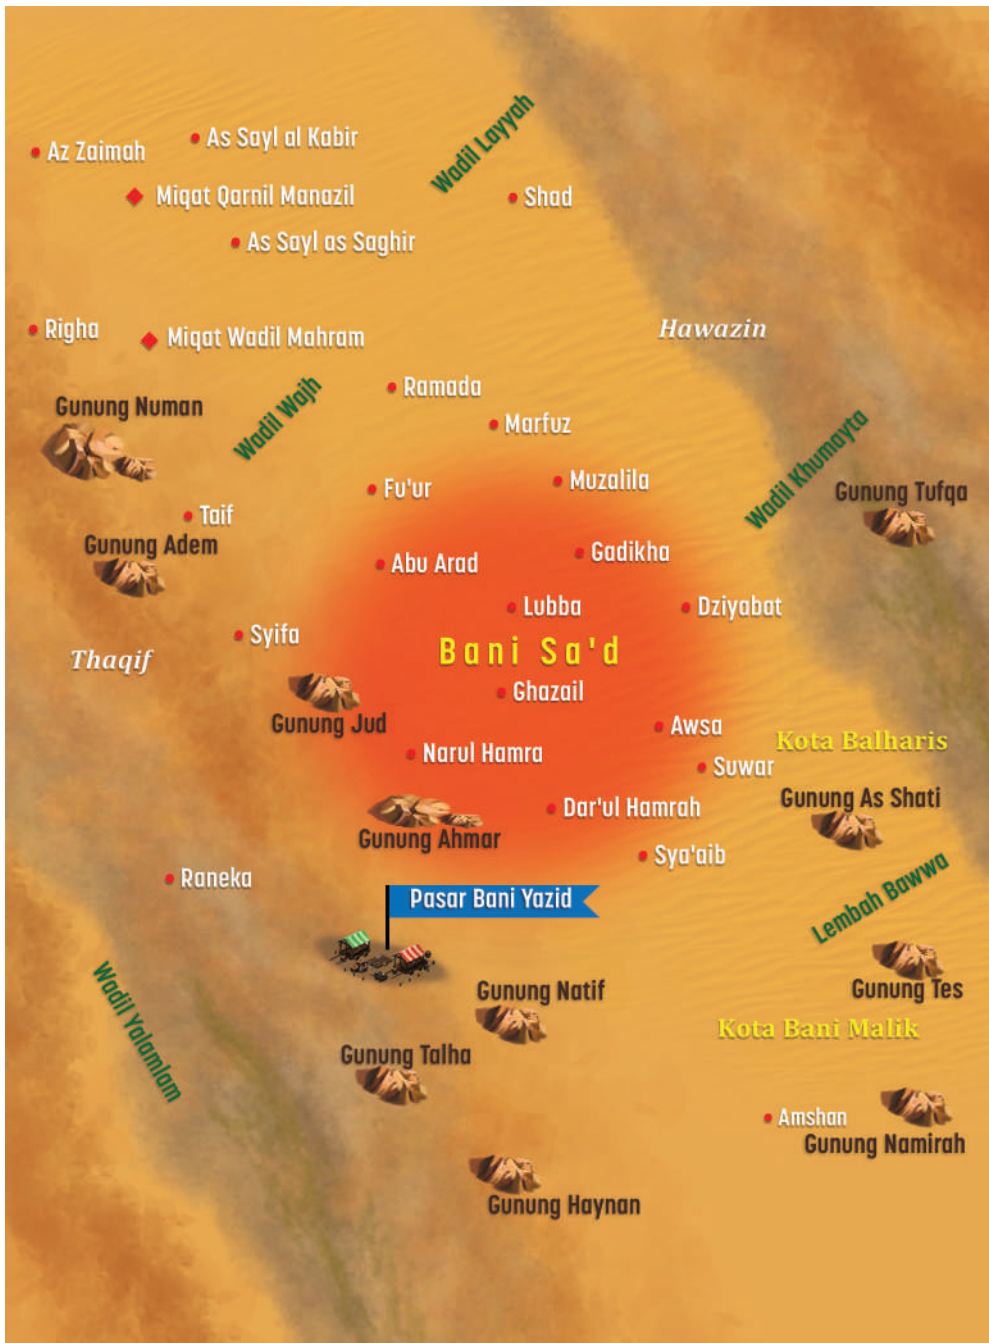 As Sayl al Kabir
Az Zaimah
Wadil Layyah
Miqat Qarnil Manazil
Shad
As Sayl as Saghir
Righa
Miqat Wadil Mahram
Hawazin
Ramada
Gunung Numan
Wadil Wajh
Marfuz
Wadil Khumayta
Fu'ur
Muzalila
Gunung Tufqa
Taif
Gunung Adem
Abu Arad
Gadikha
Lubba
Dziyabat
Syifa
Bani Sa'd
Thaqif
Ghazail
Gunung Jud
Awsa
Kota Balharis
Narul Hamra
Suwar
Gunung As Shati
Dar'ul Hamrah
Gunung Ahmar
Sya'aib
Raneka
Pasar Bani Yazid
Lembah Bawwa
Gunung Natif
Gunung Tes
Wadil Yalamlam
Kota Bani Malik
Gunung Talha
Amshan
Gunung Namirah
Gunung Haynan